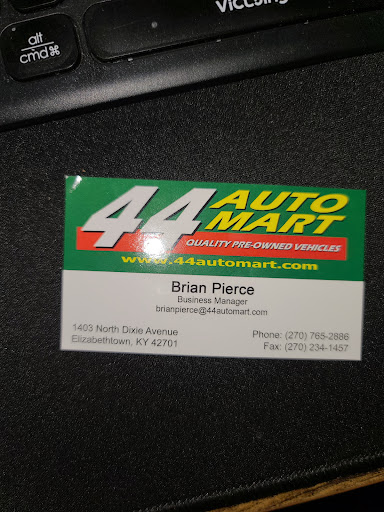 alt
cmd⌘
44 AUTO
MART
QUALITY PRE-OWNED VEHICLES
www.44automart.com
Brian Pierce
Business Manager
brianpierce@44automart.com
1403 North Dixie Avenue
Elizabethtown, KY 42701
Phone: (270) 765-2886
Fax: (270) 234-1457